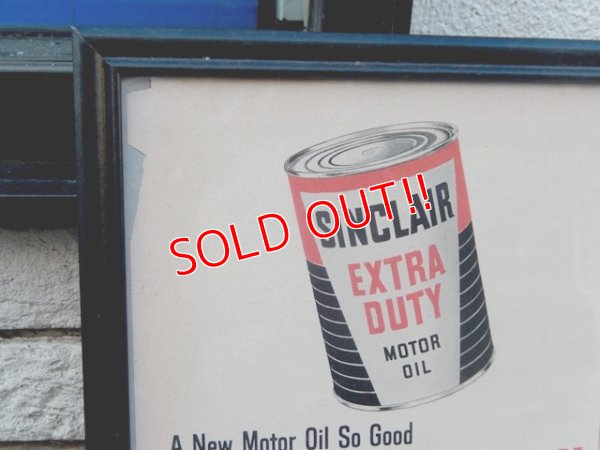 SINCLAIR
SOLD OUT!!
EXTRA
DUTY
MOTOR
OIL
A New Motor Oil So Good